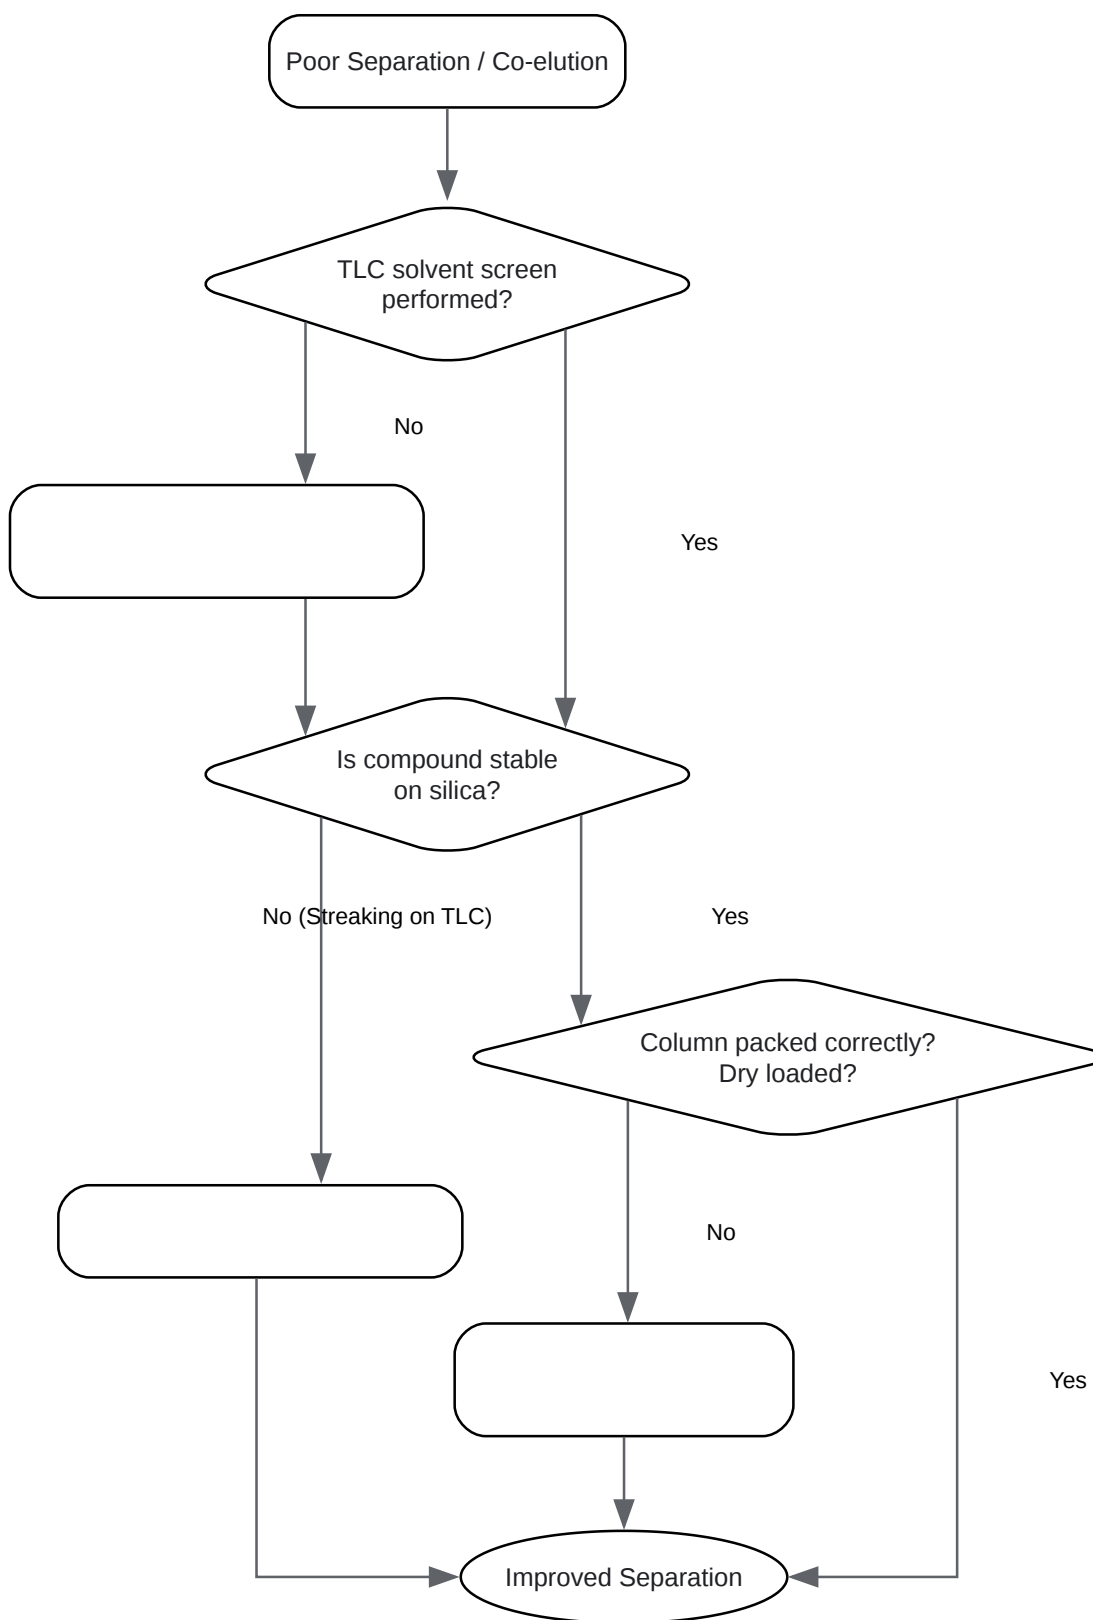 Poor Separation / Co-elution
TLC solvent screen
performed?
No
Yes
Is compound stable
on silica?
No (Streaking on TLC)
Yes
Column packed correctly?
Dry loaded?
No
Yes
Improved Separation